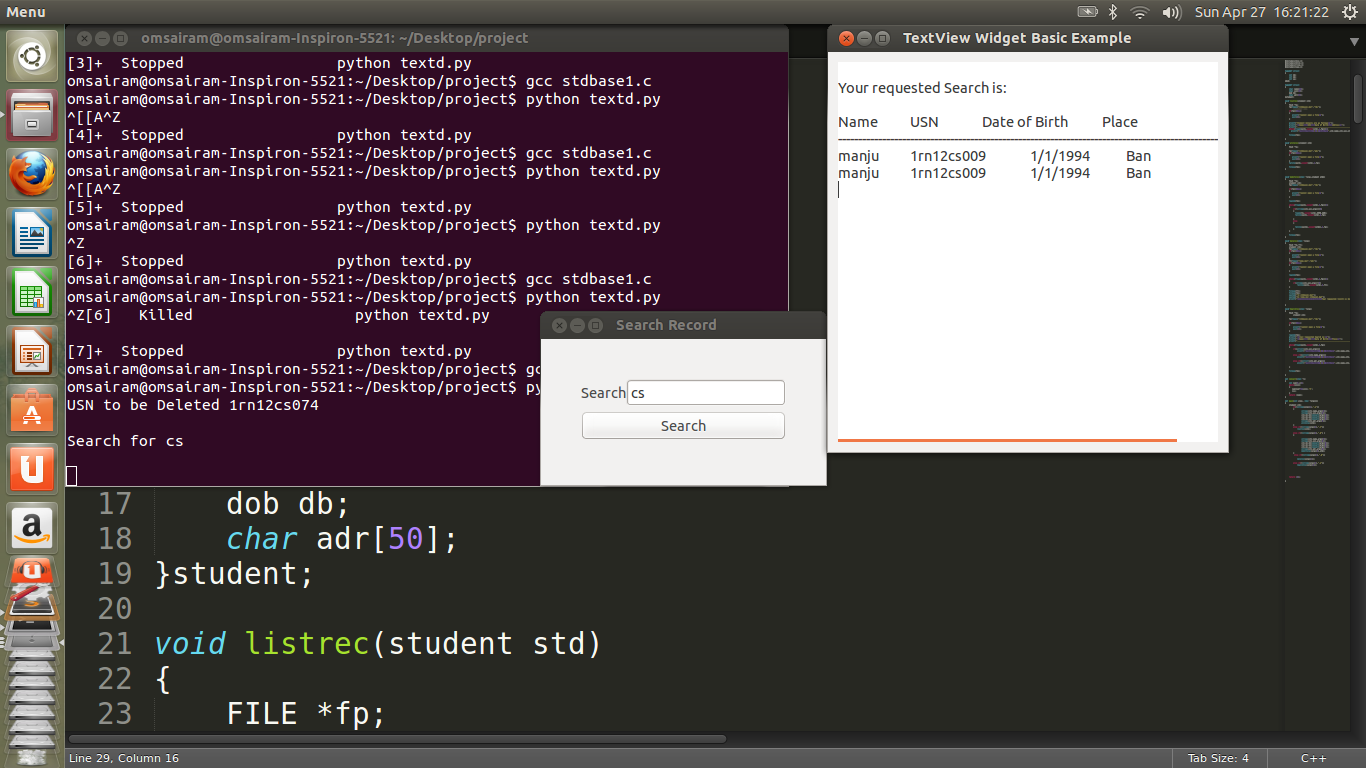 Menu
Sun Apr 27 16:21:22
omsairam@omsairam-Inspiron-5521: ~/Desktop/project
[3]+  Stopped                 python textd.py
omsairam@omsairam-Inspiron-5521:~/Desktop/project$ gcc stdbase1.c
omsairam@omsairam-Inspiron-5521:~/Desktop/project$ python textd.py
^[[A^Z
[4]+  Stopped                 python textd.py
omsairam@omsairam-Inspiron-5521:~/Desktop/project$ gcc stdbase1.c
omsairam@omsairam-Inspiron-5521:~/Desktop/project$ python textd.py
^[[A^Z
[5]+  Stopped                 python textd.py
omsairam@omsairam-Inspiron-5521:~/Desktop/project$ python textd.py
^Z
[6]+  Stopped                 python textd.py
omsairam@omsairam-Inspiron-5521:~/Desktop/project$ gcc stdbase1.c
omsairam@omsairam-Inspiron-5521:~/Desktop/project$ python textd.py
^Z[6]   Killed                  python textd.py
[7]+  Stopped                 python textd.py
omsairam@omsairam-Inspiron-5521:~/Desktop/project$ gc
omsairam@omsairam-Inspiron-5521:~/Desktop/project$ py
USN to be Deleted 1rn12cs074
Search for cs
TextView Widget Basic Example
Your requested Search is:
Name USN Date of Birth Place
manju 1rn12cs009 1/1/1994 Ban
manju 1rn12cs009 1/1/1994 Ban
Search Record
Search cs
Search
17 dob db;
18 char adr[50];
19 }student;
20
21 void listrec(student std)
22 {
23 FILE *fp;
Line 29, Column 16
Tab Size: 4
C++